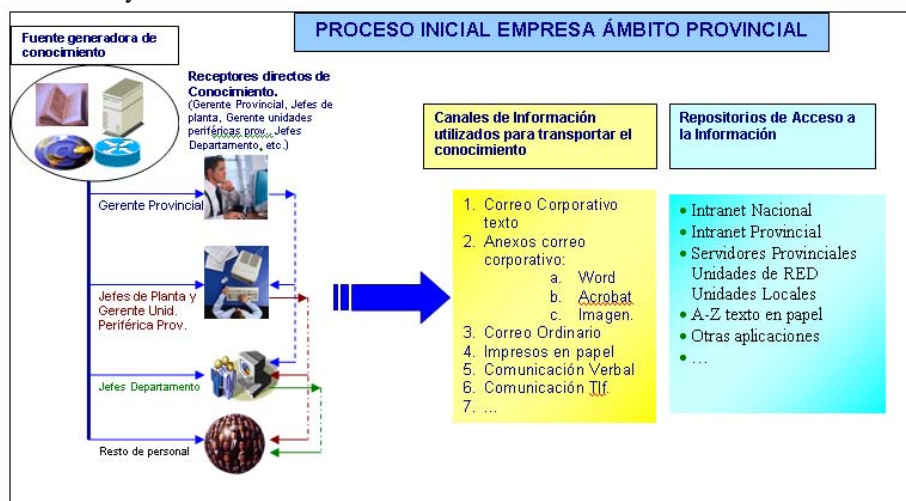 PROCESO INICIAL EMPRESA ÁMBITO PROVINCIAL
Fuente generadora de
conocimiento
Receptores directos de
Conocimiento.
(Gerente Provincial, Jefes de
planta, Gerente unidades
periféricas prov. Jefes
Departamento, etc.)
Gerente Provincial
Jefes de Planta y
Gerente Unid.
Periférica Prov.
Jefes Departamento
Resto de personal
Canales de Información
utilizados para transportar el
conocimiento
1. Correo Corporativo
texto
2. Anexos correo
corporativo:
a. Word
b. Acrobat
c. Imagen.
3. Correo Ordinario
4. Impresos en papel
5. Comunicación Verbal
6. Comunicación Tlf.
7. ...
Repositorios de Acceso a
la Información
• Intranet Nacional
• Intranet Provincial
• Servidores Provinciales
Unidades de RED
Unidades Locales
• A-Z texto en papel
• Otras aplicaciones
• ...